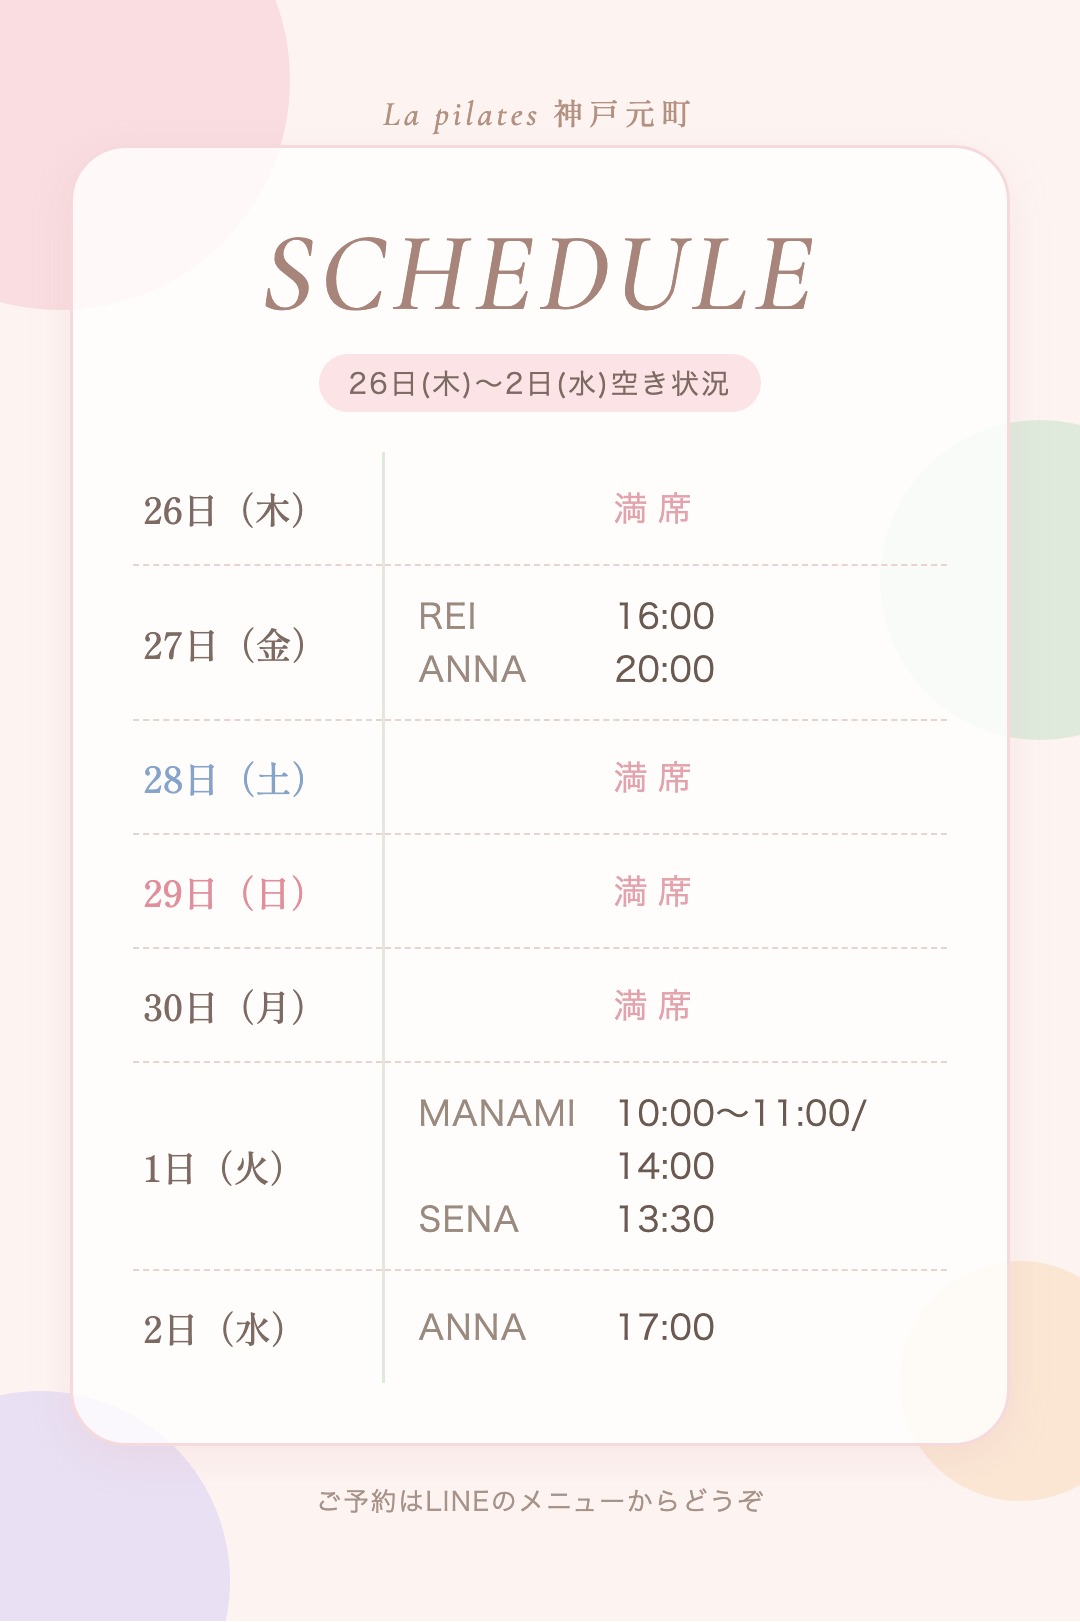 La pilates 神戸元町
SCHEDULE
26日(木)〜2日(水)空き状況
26日（木） 満席
27日（金） REI 16:00
ANNA 20:00
28日（土） 満席
29日（日） 満席
30日（月） 満席
1日（火） MANAMI 10:00〜11:00/
14:00
SENA 13:30
2日（水） ANNA 17:00
ご予約はLINEのメニューからどうぞ